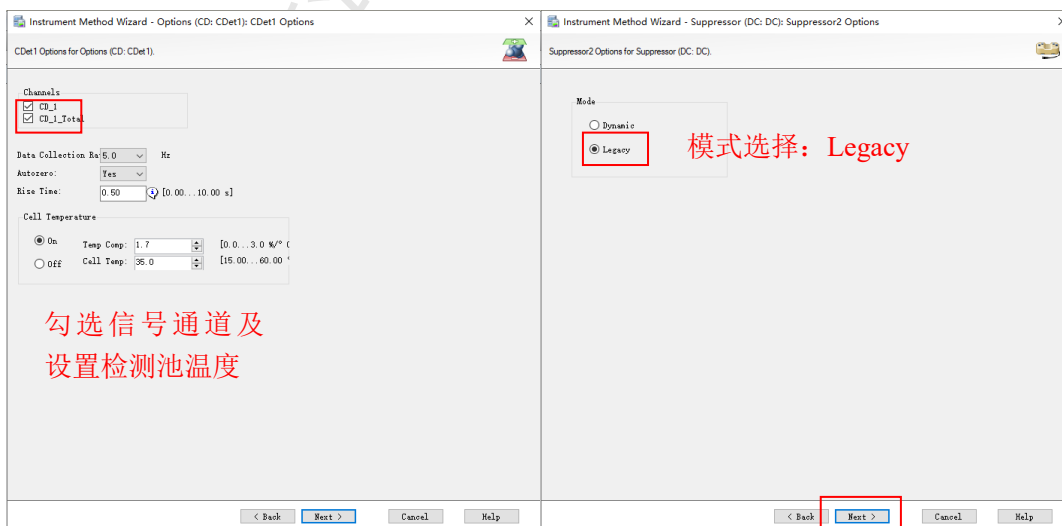 Instrument Method Wizard - Options (CD: CDet1): CDet1 Options
CDet1 Options for Options (CD: CDet1).
Channels
CD_1
CD_1_Total
Data Collection Ra 5.0 Hz
Autozero: Yes
Rise Time: 0.50 [0.00...10.00 s]
Cell Temperature
On Temp Comp: 1.7 [0.0...3.0 %/°
Off Cell Temp: 35.0 [15.00...60.00
勾选信号通道及
设置检测池温度
< Back Next > Cancel Help
Instrument Method Wizard - Suppressor (DC: DC): Suppressor2 Options
Suppressor2 Options for Suppressor (DC: DC).
Mode
Dynamic
Legacy
模式选择：Legacy
< Back Next > Cancel Help